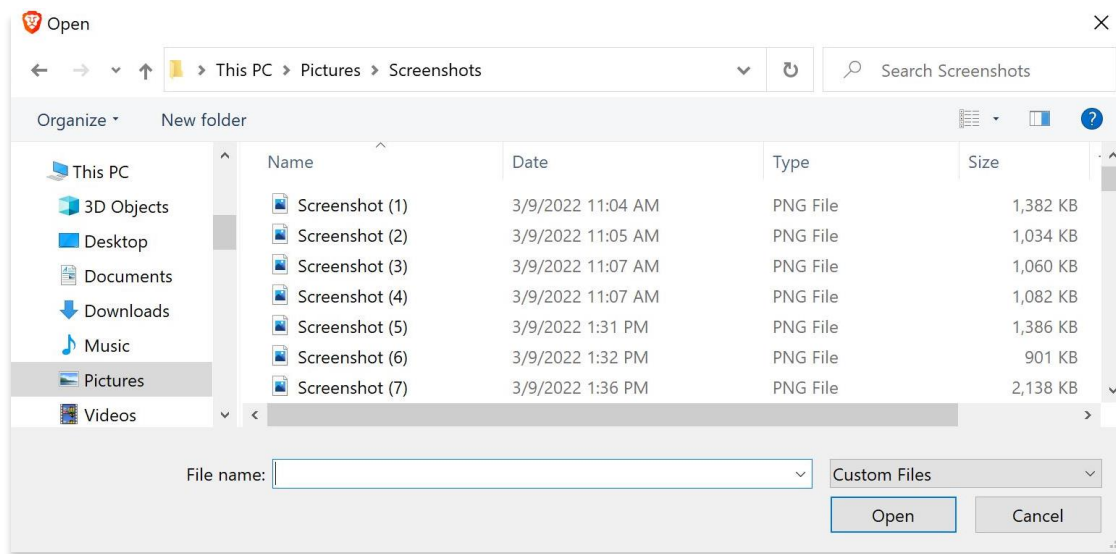 Open
This PC > Pictures > Screenshots
Search Screenshots
Organize New folder
?
Name Date Type Size
This PC
3D Objects
Desktop
Documents
Downloads
Music
Pictures
Videos
Screenshot (1) 3/9/2022 11:04 AM PNG File 1,382 KB
Screenshot (2) 3/9/2022 11:05 AM PNG File 1,034 KB
Screenshot (3) 3/9/2022 11:07 AM PNG File 1,060 KB
Screenshot (4) 3/9/2022 11:07 AM PNG File 1,082 KB
Screenshot (5) 3/9/2022 1:31 PM PNG File 1,386 KB
Screenshot (6) 3/9/2022 1:32 PM PNG File 901 KB
Screenshot (7) 3/9/2022 1:36 PM PNG File 2,138 KB
File name:
Custom Files
Open Cancel